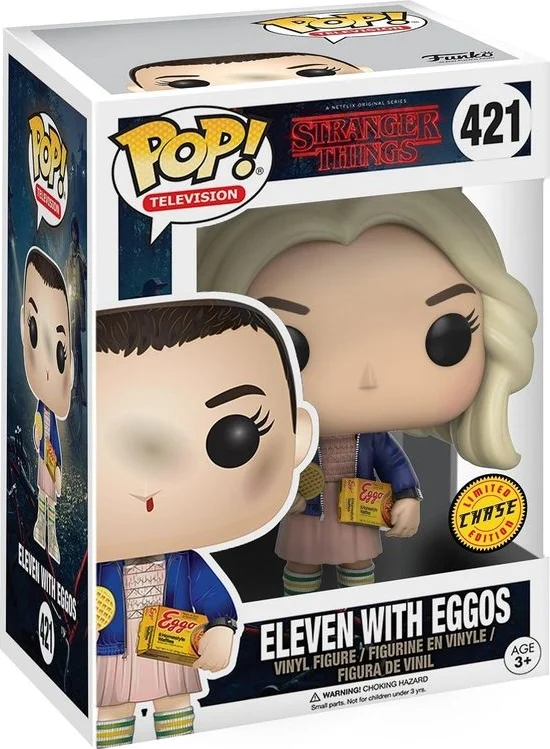 POP!
TELEVISION
Funko
POP!
TELEVISION
A NETFLIX ORIGINAL SERIES
STRANGER
THINGS
421
POP!
TELEVISION
Eggo
Eggo
LIMITED
CHASE
EDITION
ELEVEN WITH EGGOS
421
ELEVEN WITH EGGOS
VINYL FIGURE / FIGURINE EN VINYLE /
FIGURA DE VINIL
AGE
3+
⚠ WARNING! CHOKING HAZARD
Small parts. Not for children under 3 yrs.